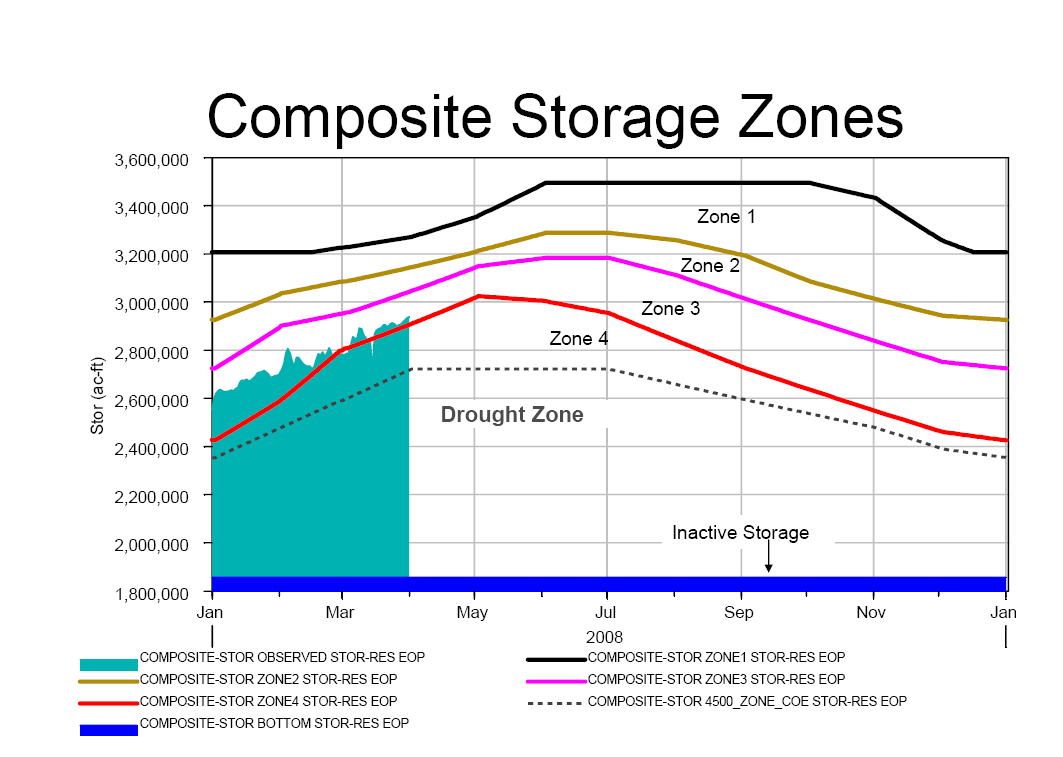 Composite Storage Zones
3,600,000
3,400,000
3,200,000
3,000,000
2,800,000
2,600,000
2,400,000
2,200,000
2,000,000
1,800,000
Stor (ac-ft)
Zone 1
Zone 2
Zone 3
Zone 4
Drought Zone
Inactive Storage
Jan Mar May Jul Sep Nov Jan
2008
COMPOSITE-STOR OBSERVED STOR-RES EOP COMPOSITE-STOR ZONE1 STOR-RES EOP
COMPOSITE-STOR ZONE2 STOR-RES EOP COMPOSITE-STOR ZONE3 STOR-RES EOP
COMPOSITE-STOR ZONE4 STOR-RES EOP COMPOSITE-STOR 4500_ZONE_COE STOR-RES EOP
COMPOSITE-STOR BOTTOM STOR-RES EOP